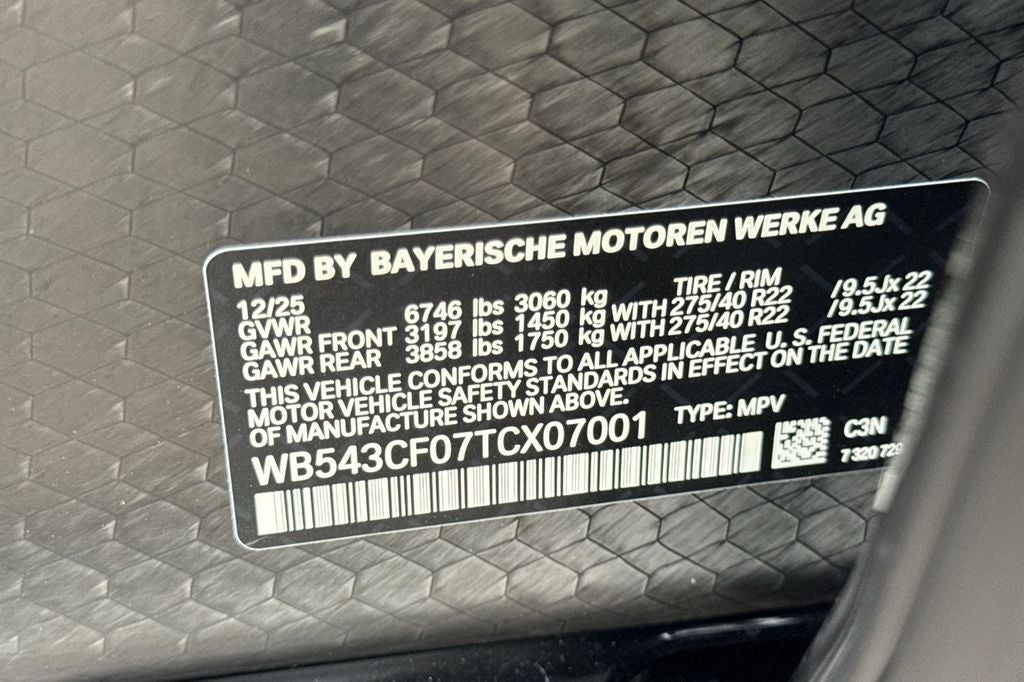 MFD BY BAYERISCHE MOTOREN WERKE AG
12/25 TIRE / RIM
GVWR 6746 lbs 3060 kg
GAWR FRONT 3197 lbs 1450 kg WITH 275/40 R22 /9.5Jx22
GAWR REAR 3858 lbs 1750 kg WITH 275/40 R22 /9.5Jx22
THIS VEHICLE CONFORMS TO ALL APPLICABLE U.S. FEDERAL
MOTOR VEHICLE SAFETY STANDARDS IN EFFECT ON THE DATE
OF MANUFACTURE SHOWN ABOVE.
WB543CF07TCX07001 TYPE: MPV
C3N
7 320 729